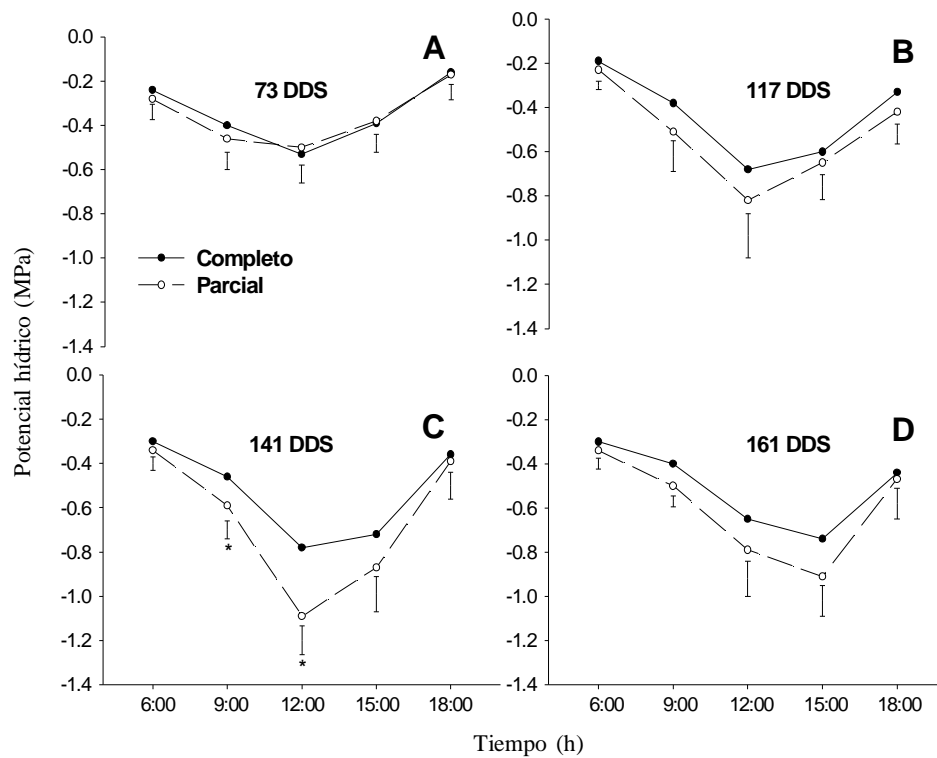 A
73 DDS
0.0
-0.2
-0.4
-0.6
-0.8
-1.0
-1.2
-1.4
Completo
Parcial
B
117 DDS
0.0
-0.2
-0.4
-0.6
-0.8
-1.0
-1.2
-1.4
C
141 DDS
0.0
-0.2
-0.4
-0.6
-0.8
-1.0
-1.2
-1.4
*
*
6:00 9:00 12:00 15:00 18:00
D
161 DDS
0.0
-0.2
-0.4
-0.6
-0.8
-1.0
-1.2
-1.4
6:00 9:00 12:00 15:00 18:00
Potencial hídrico (MPa)
Tiempo (h)